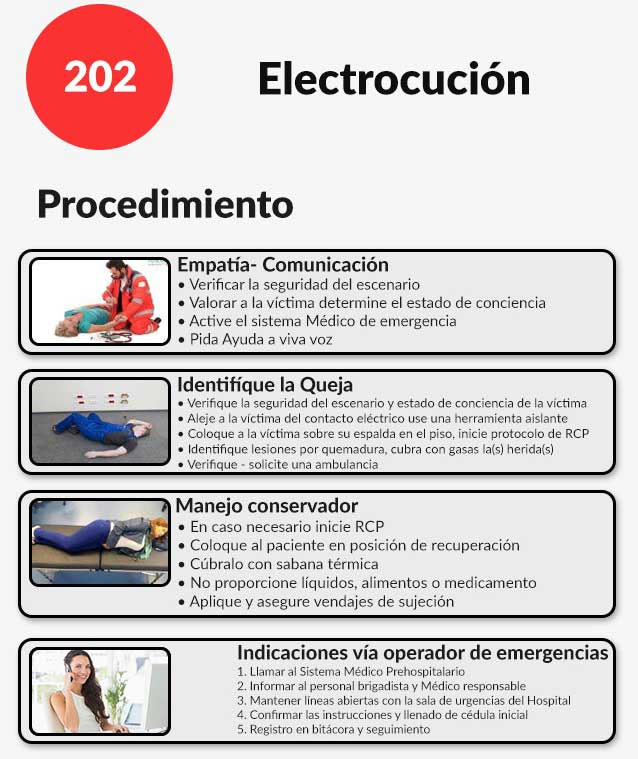 202
Electrocución
Procedimiento
Empatía- Comunicación
• Verificar la seguridad del escenario
• Valorar a la víctima determine el estado de conciencia
• Active el sistema Médico de emergencia
• Pida Ayuda a viva voz
Identifíque la Queja
• Verifique la seguridad del escenario y estado de conciencia de la víctima
• Aleje a la víctima del contacto eléctrico use una herramienta aislante
• Coloque a la víctima sobre su espalda en el piso, inicie protocolo de RCP
• Identifique lesiones por quemadura, cubra con gasas la(s) herida(s)
• Verifique - solicite una ambulancia
Manejo conservador
• En caso necesario inicie RCP
• Coloque al paciente en posición de recuperación
• Cúbralo con sabana térmica
• No proporcione líquidos, alimentos o medicamento
• Aplique y asegure vendajes de sujeción
Indicaciones vía operador de emergencias
1. Llamar al Sistema Médico Prehospitalario
2. Informar al personal brigadista y Médico responsable
3. Mantener líneas abiertas con la sala de urgencias del Hospital
4. Confirmar las instrucciones y llenado de cédula inicial
5. Registro en bitácora y seguimiento